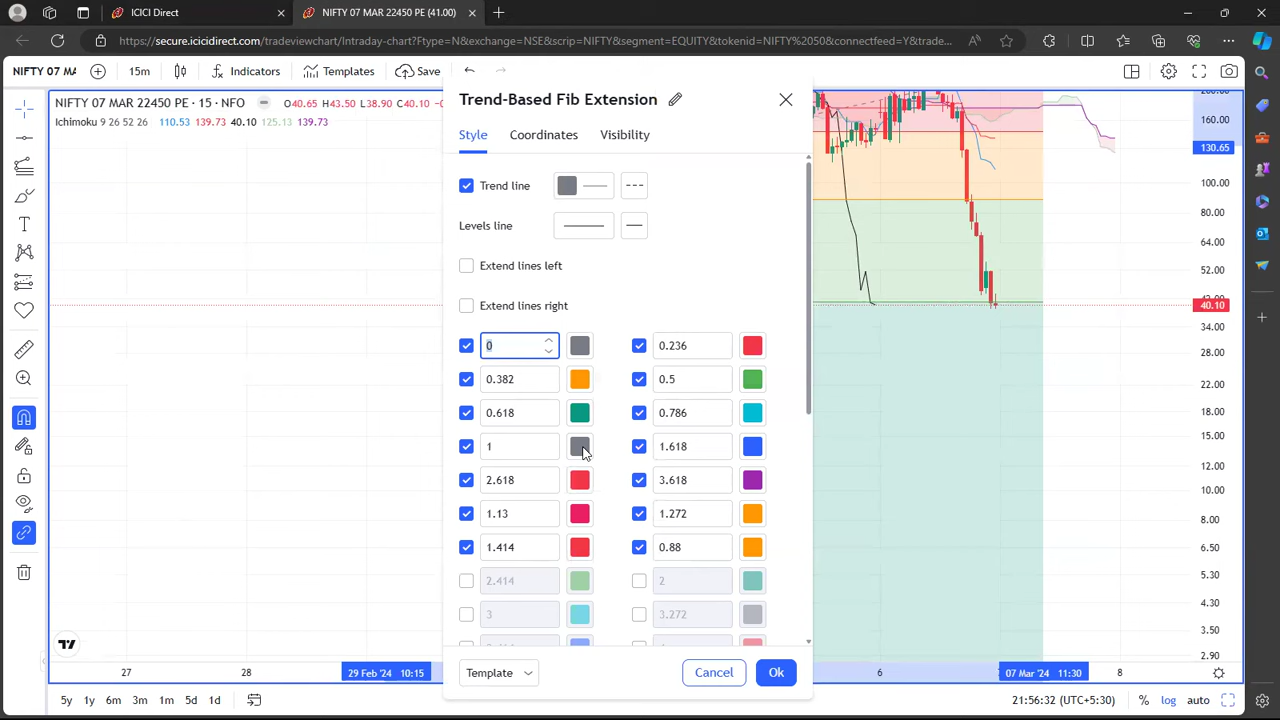 ICICI Direct
NIFTY 07 MAR 22450 PE (41.00)
https://secure.icicidirect.com/tradeviewchart/Intraday-chart?Ftype=N&exchange=NSE&scrip=NIFTY&segment=EQUITY&tokenid=NIFTY%2050&connectfeed=Y&trade...
NIFTY 07 MA
15m
Indicators
Templates
Save
NIFTY 07 MAR 22450 PE · 15 · NFO
O40.65 H43.50 L38.90 C40.10
Ichimoku 9 26 52 26 110.53 139.73 40.10 125.13 139.73
Trend-Based Fib Extension
Style
Coordinates
Visibility
Trend line
Levels line
Extend lines left
Extend lines right
0
0.236
0.382
0.5
0.618
0.786
1
1.618
2.618
3.618
1.13
1.272
1.414
0.88
2.414
2
3
3.272
Template
Cancel
Ok
160.00
130.65
100.00
80.00
64.00
52.00
40.10
34.00
28.00
22.00
18.00
15.00
12.00
10.00
8.00
6.50
5.30
4.30
3.50
2.90
27
28
29 Feb '24 10:15
6
07 Mar '24 11:30
8
5y
1y
6m
3m
1m
5d
1d
21:56:32 (UTC+5:30)
%
log
auto